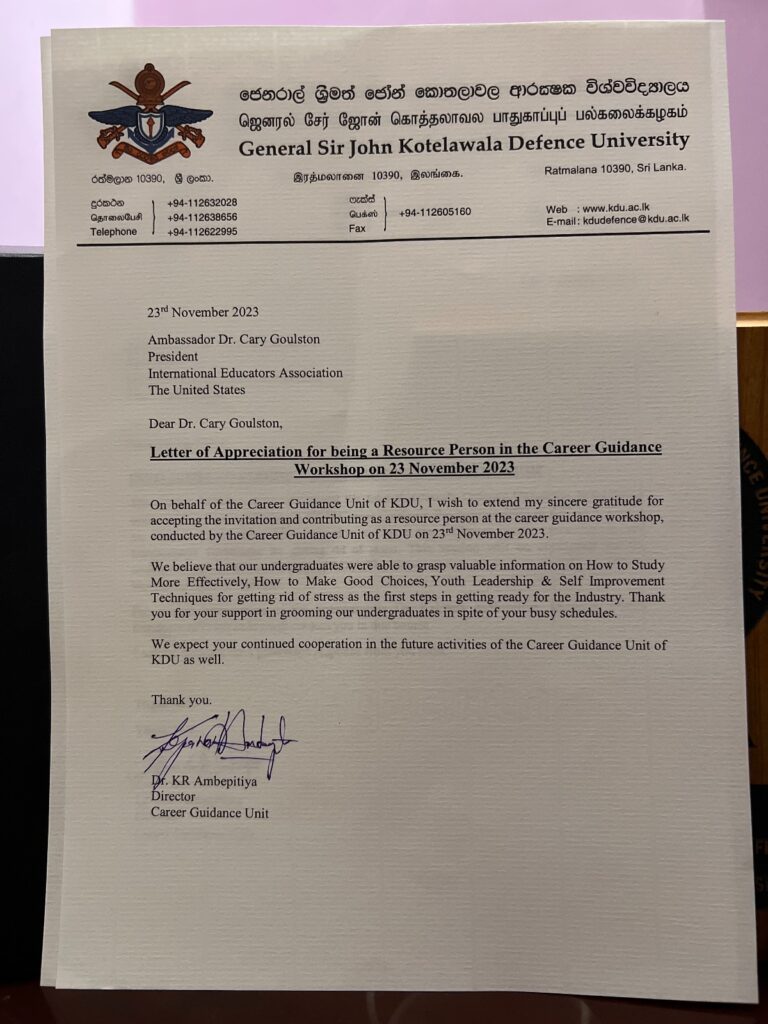 ජෙනරාල් ශ්‍රීමත් ජෝන් කොතලාවල ආරක්ෂක විශ්වවිද්‍යාලය
ஜெனரல் சேர் ஜோன் கொத்தலாவல பாதுகாப்புப் பல்கலைக்கழகம்
General Sir John Kotelawala Defence University
රත්මලාන 10390, ශ්‍රී ලංකා. இரத்மலானை 10390, இலங்கை. Ratmalana 10390, Sri Lanka.
දුරකථන +94-112632028
தொலைபேசி +94-112638656
Telephone +94-112622995
ෆැක්ස්
பெக்ஸ் +94-112605160
Fax
Web : www.kdu.ac.lk
E-mail : kdudefence@kdu.ac.lk
23rd November 2023
Ambassador Dr. Cary Goulston
President
International Educators Association
The United States
Dear Dr. Cary Goulston,
Letter of Appreciation for being a Resource Person in the Career Guidance
Workshop on 23 November 2023
On behalf of the Career Guidance Unit of KDU, I wish to extend my sincere gratitude for
accepting the invitation and contributing as a resource person at the career guidance workshop,
conducted by the Career Guidance Unit of KDU on 23rd November 2023.
We believe that our undergraduates were able to grasp valuable information on How to Study
More Effectively, How to Make Good Choices, Youth Leadership & Self Improvement
Techniques for getting rid of stress as the first steps in getting ready for the Industry. Thank
you for your support in grooming our undergraduates in spite of your busy schedules.
We expect your continued cooperation in the future activities of the Career Guidance Unit of
KDU as well.
Thank you.
Dr. KR Ambepitiya
Director
Career Guidance Unit